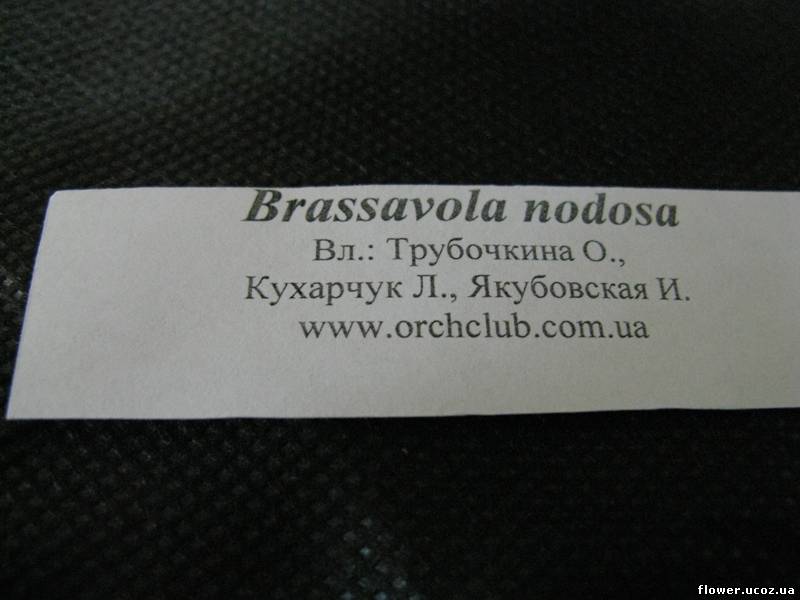 Brassavola nodosa
Вл.: Трубочкина О.,
Кухарчук Л., Якубовская И.
www.orchclub.com.ua
flower.ucoz.ua